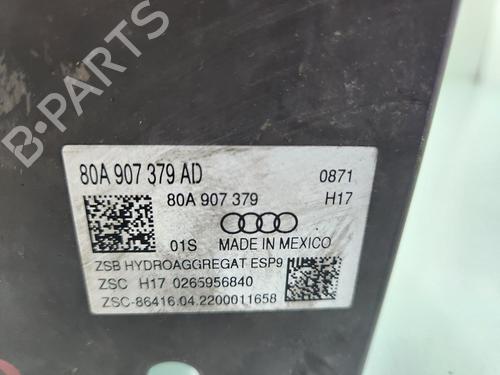 B-PARTS
80A 907 379 AD 0871
80A 907 379 H17
01S MADE IN MEXICO
ZSB HYDROAGGREGAT ESP9
ZSC H17 0265956840
ZSC-86416.04.2200011658